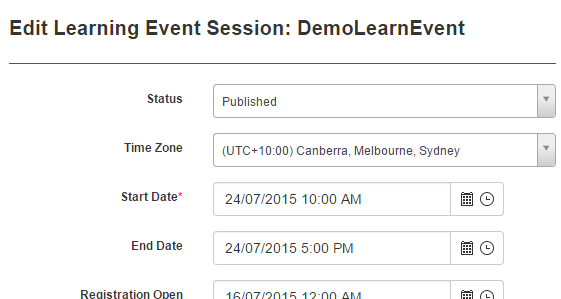 Edit Learning Event Session: DemoLearnEvent
Status Published
Time Zone (UTC+10:00) Canberra, Melbourne, Sydney
Start Date* 24/07/2015 10:00 AM
End Date 24/07/2015 5:00 PM
Registration Open 16/07/2015 12:00 AM